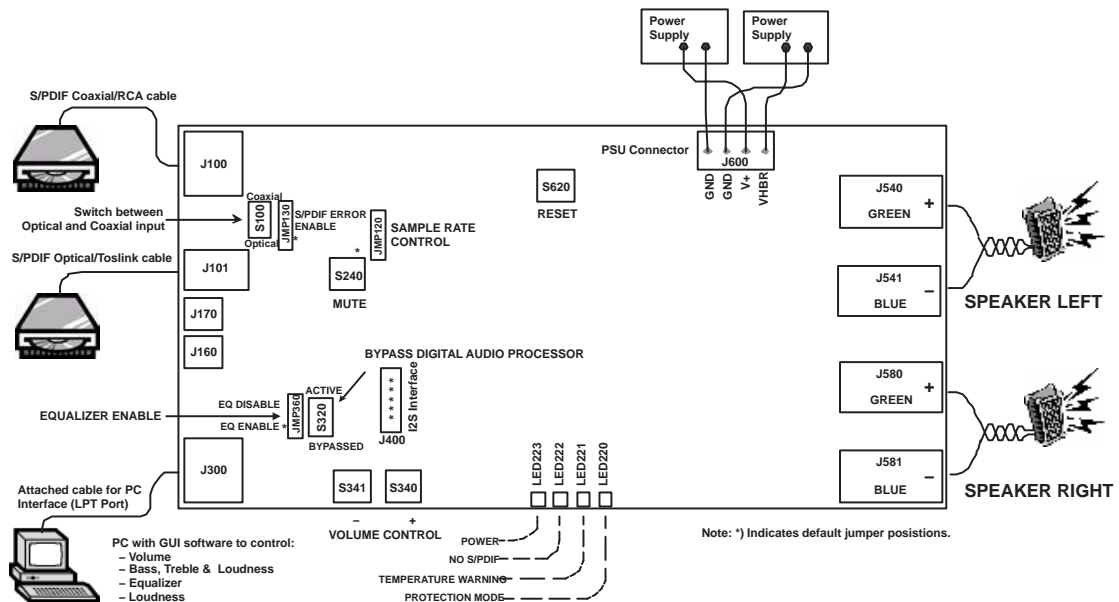 Power
Supply
Power
Supply
S/PDIF Coaxial/RCA cable
PSU Connector
J600
GND
GND
V+
VHBR
J100
S620
RESET
J540
+
GREEN
Coaxial
S100
Optical
JMP130
S/PDIF ERROR
ENABLE
*
JMP120
*
SAMPLE RATE
CONTROL
Switch between
Optical and Coaxial input
S/PDIF Optical/Toslink cable
J101
S240
MUTE
J541
–
BLUE
SPEAKER LEFT
J170
J160
BYPASS DIGITAL AUDIO PROCESSOR
J580
+
GREEN
EQUALIZER ENABLE
EQ DISABLE
EQ ENABLE *
JMP360
ACTIVE
S320
BYPASSED
* * * * *
I2S Interface
J400
J581
–
BLUE
SPEAKER RIGHT
J300
S341
S340
–
+
VOLUME CONTROL
LED223
LED222
LED221
LED220
Attached cable for PC
Interface (LPT Port)
POWER
NO S/PDIF
TEMPERATURE WARNING
PROTECTION MODE
Note: *) Indicates default jumper posistions.
PC with GUI software to control:
– Volume
– Bass, Treble & Loudness
– Equalizer
– Loudness